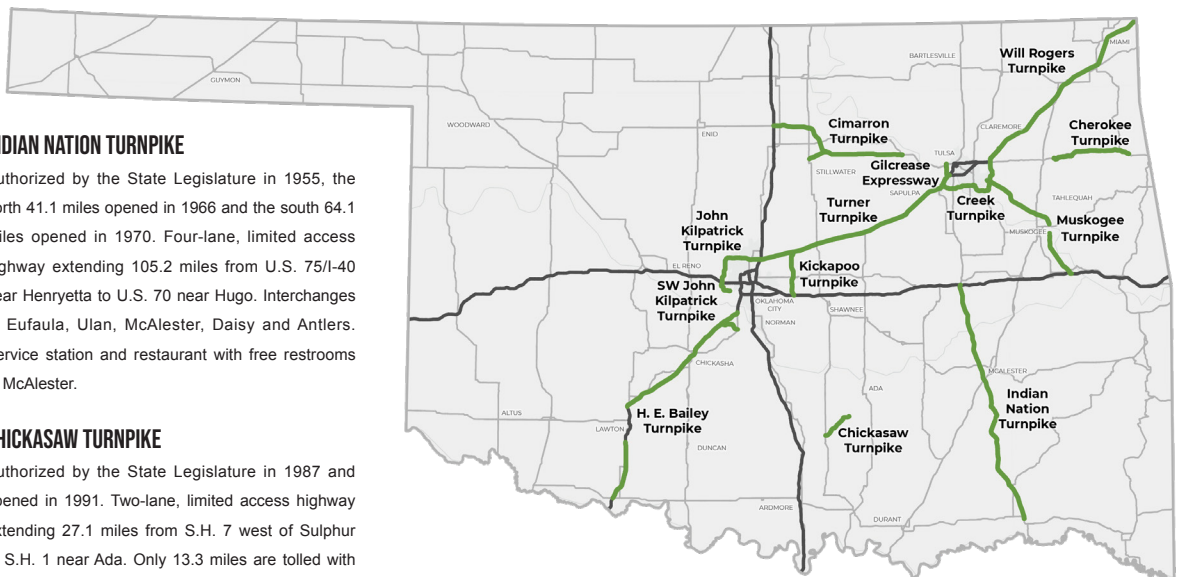 NDIAN NATION TURNPIKE
uthorized by the State Legislature in 1955, the
orth 41.1 miles opened in 1966 and the south 64.1
iles opened in 1970. Four-lane, limited access
ighway extending 105.2 miles from U.S. 75/I-40
ear Henryetta to U.S. 70 near Hugo. Interchanges
Eufaula, Ulan, McAlester, Daisy and Antlers.
ervice station and restaurant with free restrooms
McAlester.
HICKASAW TURNPIKE
uthorized by the State Legislature in 1987 and
pened in 1991. Two-lane, limited access highway
xtending 27.1 miles from S.H. 7 west of Sulphur
S.H. 1 near Ada. Only 13.3 miles are tolled with
GUYMON
WOODWARD
ENID
BARTLESVILLE
MIAMI
Will Rogers
Turnpike
Cimarron
Turnpike
CLAREMORE
Cherokee
Turnpike
STILLWATER
TULSA
Gilcrease
Expressway
SAPULPA
Creek
Turnpike
TAHLEQUAH
Turner
Turnpike
MUSKOGEE
Muskogee
Turnpike
John
Kilpatrick
Turnpike
EL RENO
Kickapoo
Turnpike
SW John
Kilpatrick
Turnpike
OKLAHOMA
CITY
SHAWNEE
NORMAN
CHICKASHA
MCALESTER
ADA
Indian
Nation
Turnpike
ALTUS
LAWTON
H. E. Bailey
Turnpike
Chickasaw
Turnpike
DUNCAN
ARDMORE
DURANT